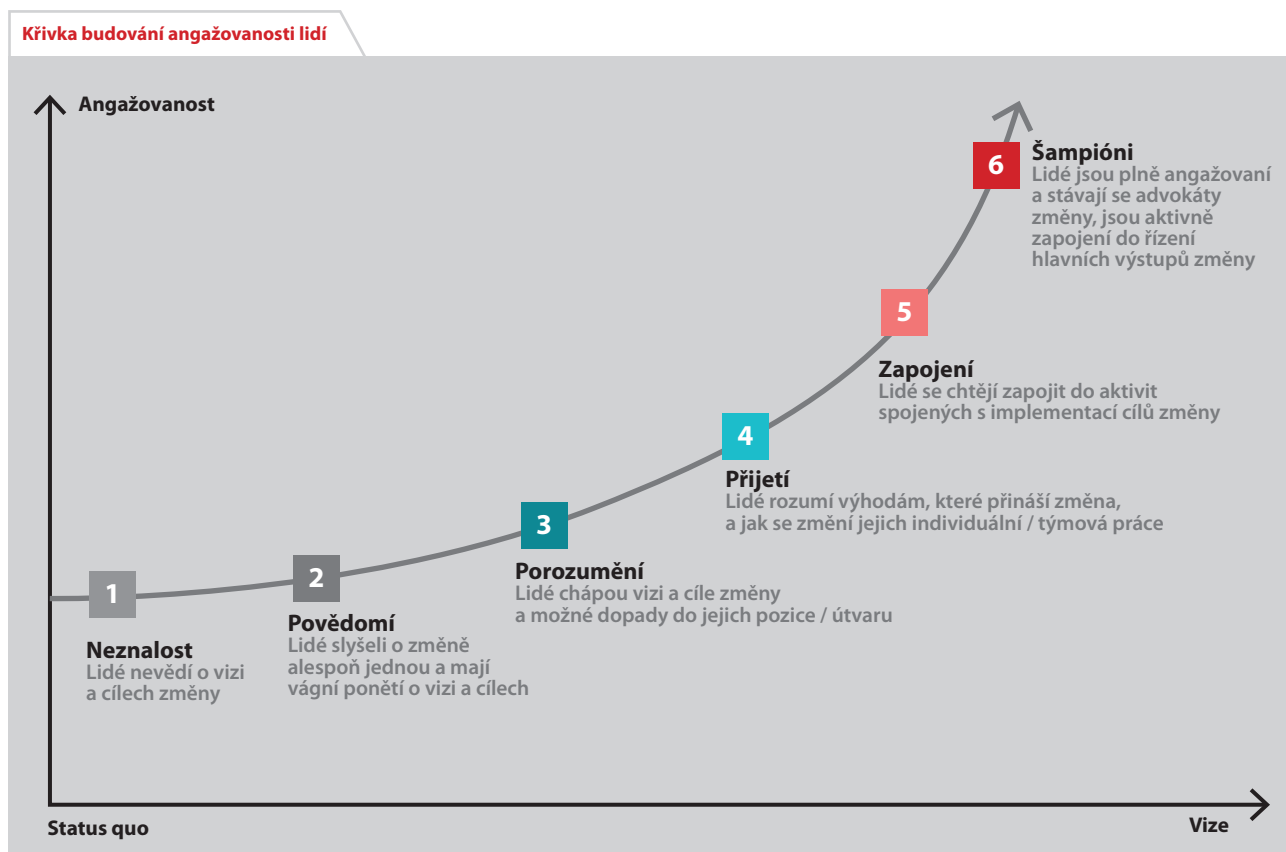 Křivka budování angažovanosti lidí
Angažovanost
6
Šampióni
Lidé jsou plně angažovaní
a stávají se advokáty
změny, jsou aktivně
zapojení do řízení
hlavních výstupů změny
5
Zapojení
Lidé se chtějí zapojit do aktivit
spojených s implementací cílů změny
4
Přijetí
Lidé rozumí výhodám, které přináší změna,
a jak se změní jejich individuální / týmová práce
3
Porozumění
Lidé chápou vizi a cíle změny
a možné dopady do jejich pozice / útvaru
2
Povědomí
Lidé slyšeli o změně
alespoň jednou a mají
vágní ponětí o vizi a cílech
1
Neznalost
Lidé nevědí o vizi
a cílech změny
Status quo
Vize